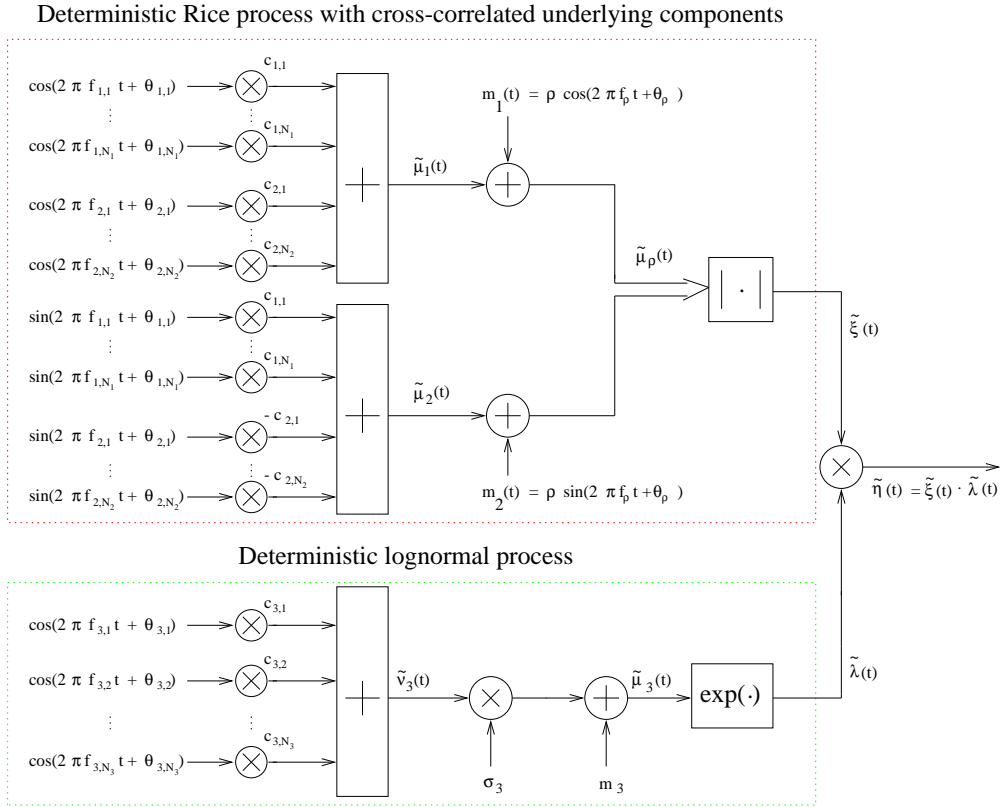 Deterministic Rice process with cross-correlated underlying components
cos(2 π f1,1 t + θ1,1) c1,1
cos(2 π f1,N1 t + θ1,N1) c1,N1
cos(2 π f2,1 t + θ2,1) c2,1
cos(2 π f2,N2 t + θ2,N2) c2,N2
+
μ̃1(t)
m1(t) = ρ cos(2 π fρ t + θρ )
+
sin(2 π f1,1 t + θ1,1) c1,1
sin(2 π f1,N1 t + θ1,N1) c1,N1
sin(2 π f2,1 t + θ2,1) - c2,1
sin(2 π f2,N2 t + θ2,N2) - c2,N2
+
μ̃2(t)
+
m2(t) = ρ sin(2 π fρ t + θρ )
μ̃ρ(t)
| · |
ξ̃(t)
×
η̃(t) = ξ̃(t) · λ̃(t)
Deterministic lognormal process
cos(2 π f3,1 t + θ3,1) c3,1
cos(2 π f3,2 t + θ3,2) c3,2
cos(2 π f3,N3 t + θ3,N3) c3,N3
+
ν̃3(t)
×
σ3
+
m3
μ̃3(t)
exp(·)
λ̃(t)